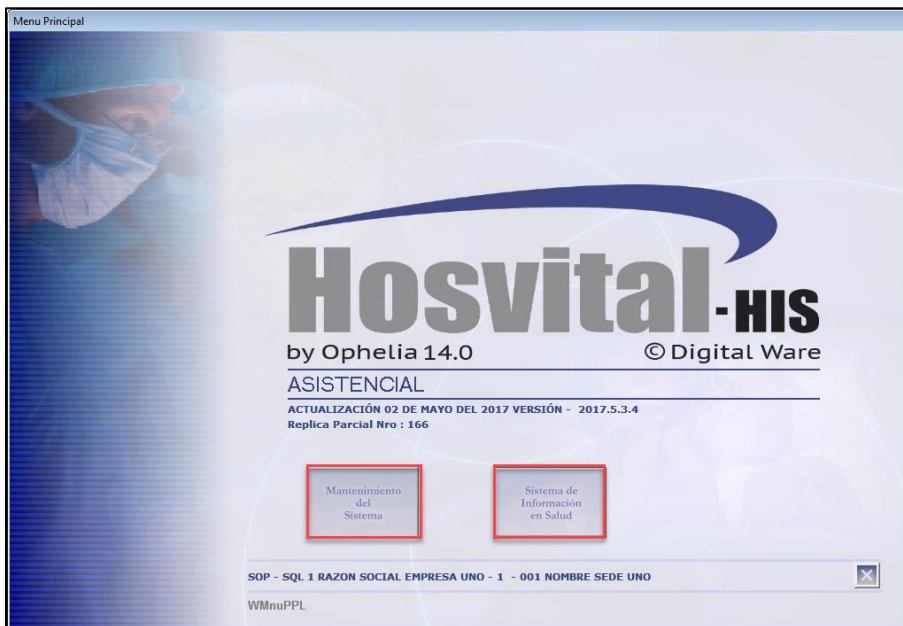 Menu Principal
Hosvital-HIS
by Ophelia 14.0 © Digital Ware
ASISTENCIAL
ACTUALIZACIÓN 02 DE MAYO DEL 2017 VERSIÓN - 2017.5.3.4
Replica Parcial Nro : 166
Mantenimiento
del
Sistema
Sistema de
Información
en Salud
SOP - SQL 1 RAZON SOCIAL EMPRESA UNO - 1 - 001 NOMBRE SEDE UNO
WMnuPPL